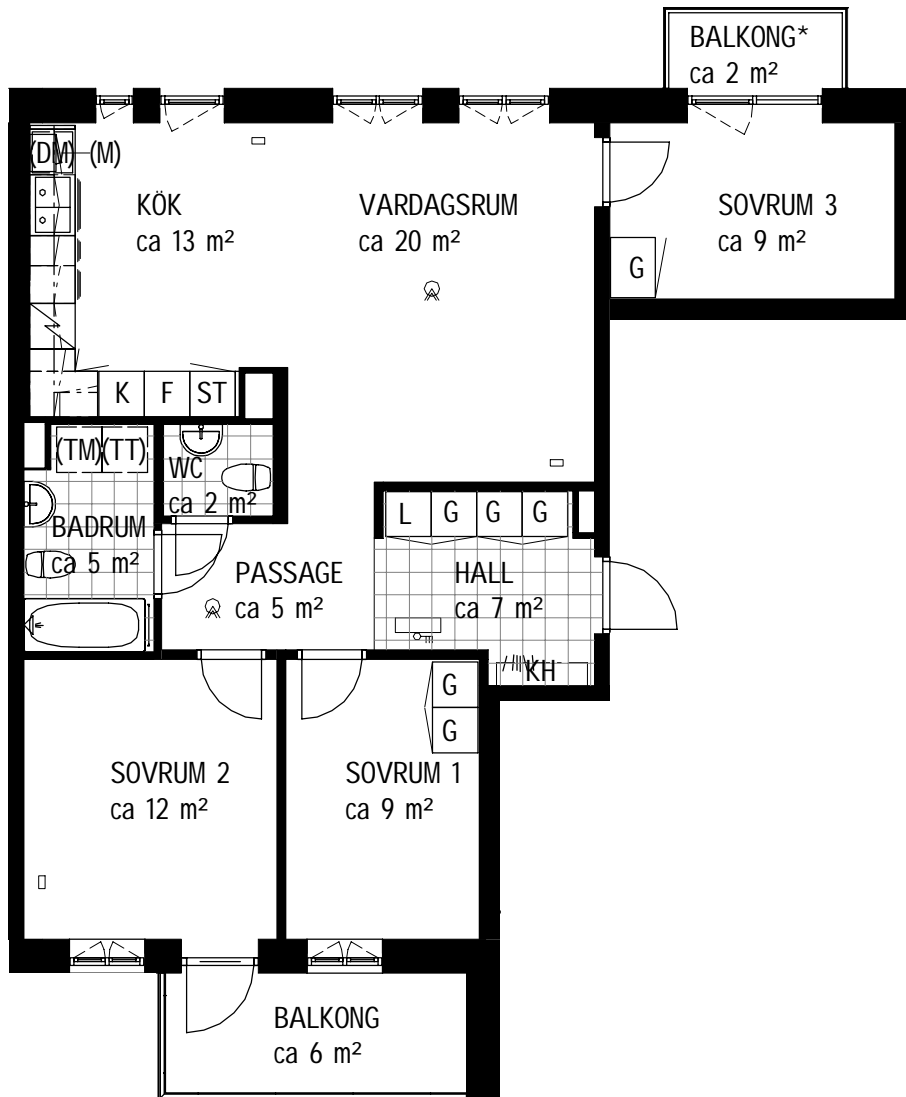 BALKONG*
ca 2 m²
(DM) (M)
KÖK
ca 13 m²
VARDAGSRUM
ca 20 m²
SOVRUM 3
ca 9 m²
G
K F ST
(TM) (TT)
WC
ca 2 m²
BADRUM
ca 5 m²
L G G G
PASSAGE
ca 5 m²
HALL
ca 7 m²
KH
G
G
SOVRUM 2
ca 12 m²
SOVRUM 1
ca 9 m²
BALKONG
ca 6 m²